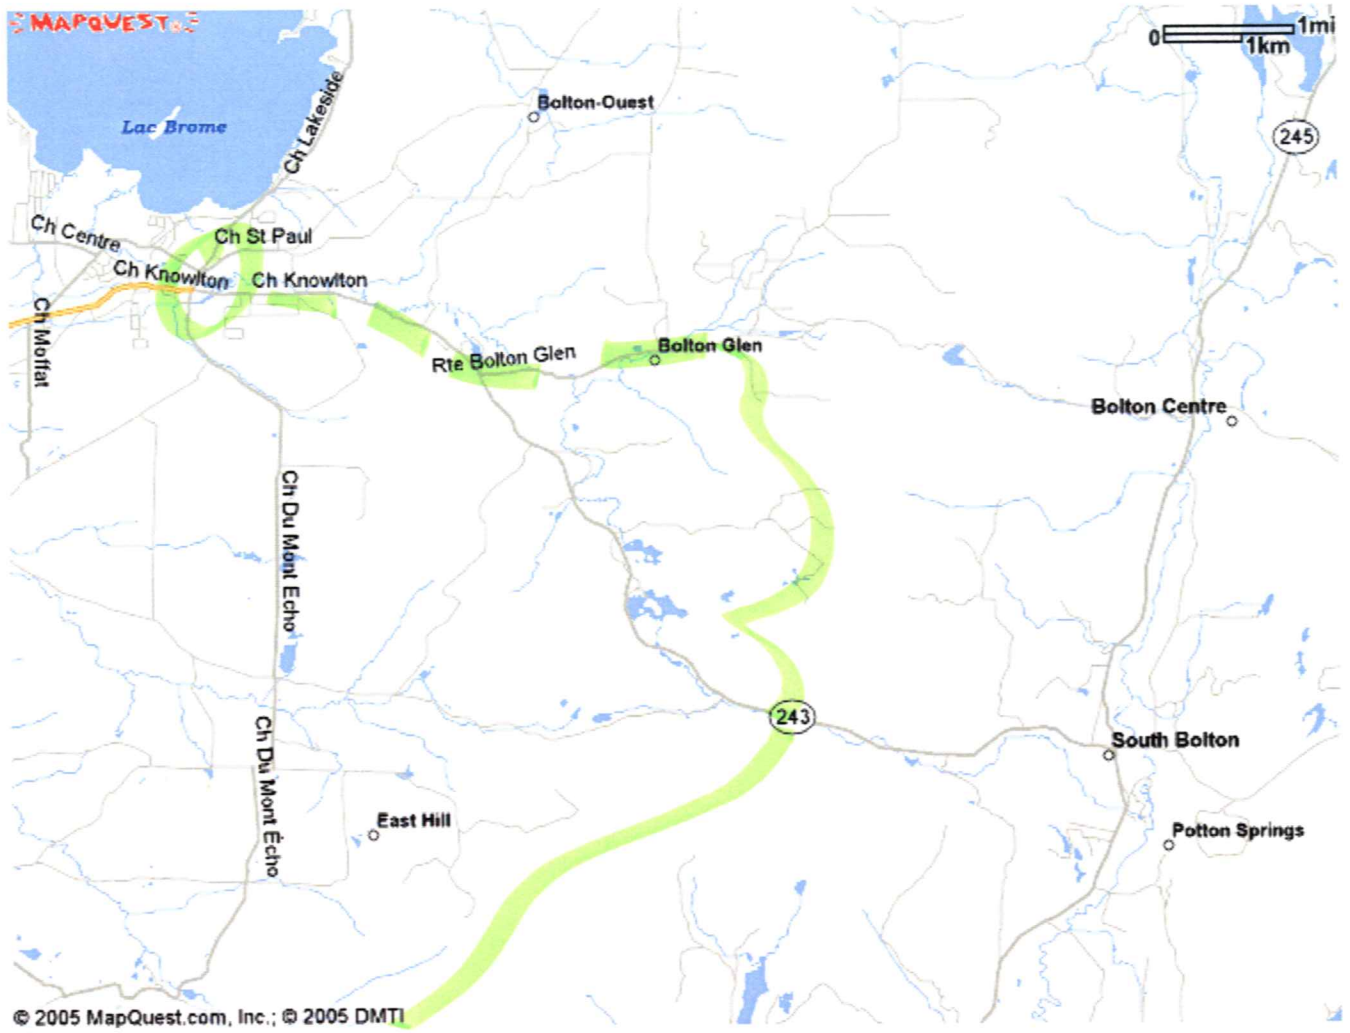 MAPQUEST
0
1mi
1km
Bolton-Ouest
Ch Lakeside
Lac Brome
245
Ch Centre
Ch St Paul
Ch Knowlton
Ch Knowlton
Ch Moffat
Rte Bolton Glen
Bolton Glen
Bolton Centre
Ch Du Mont Echo
243
South Bolton
Ch Du Mont Écho
East Hill
Potton Springs
© 2005 MapQuest.com, Inc.; © 2005 DMTI